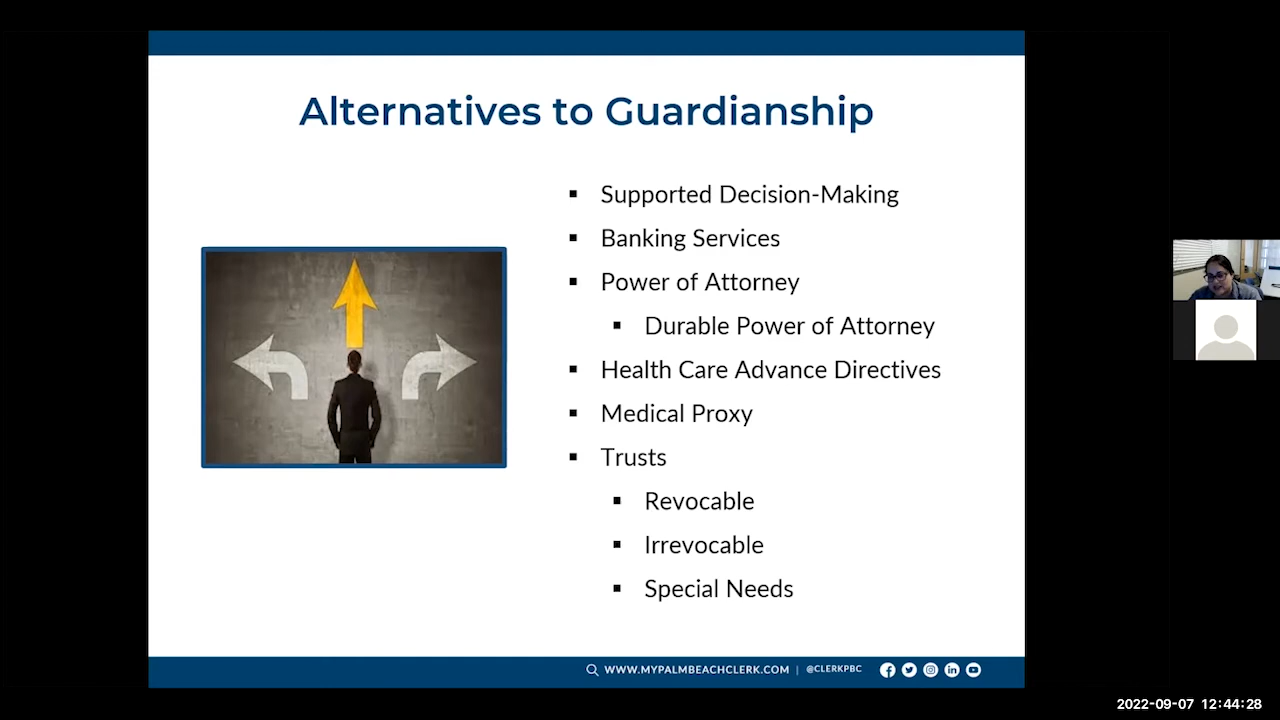 Alternatives to Guardianship
▪ Supported Decision-Making
▪ Banking Services
▪ Power of Attorney
▪ Durable Power of Attorney
▪ Health Care Advance Directives
▪ Medical Proxy
▪ Trusts
▪ Revocable
▪ Irrevocable
▪ Special Needs
WWW.MYPALMBEACHCLERK.COM | @CLERKPBC
2022-09-07 12:44:28